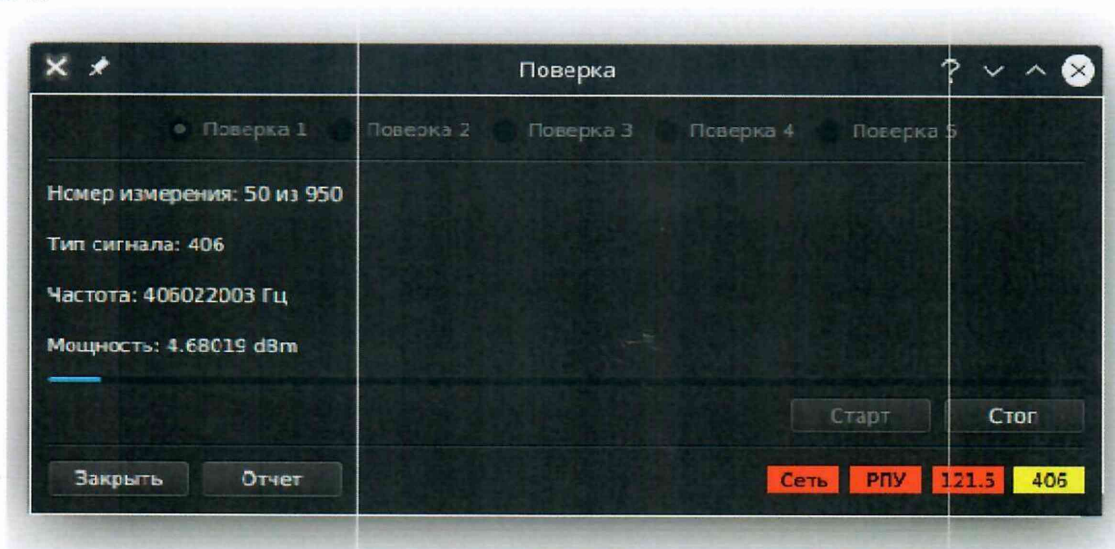 Поверка
Поверка 1 Поверка 2 Поверка 3 Поверка 4 Поверка 5
Номер измерения: 50 из 950
Тип сигнала: 406
Частота: 406022003 Гц
Мощность: 4.68019 dBm
Старт Стоп
Закрыть Отчет Сеть РПУ 121.5 406